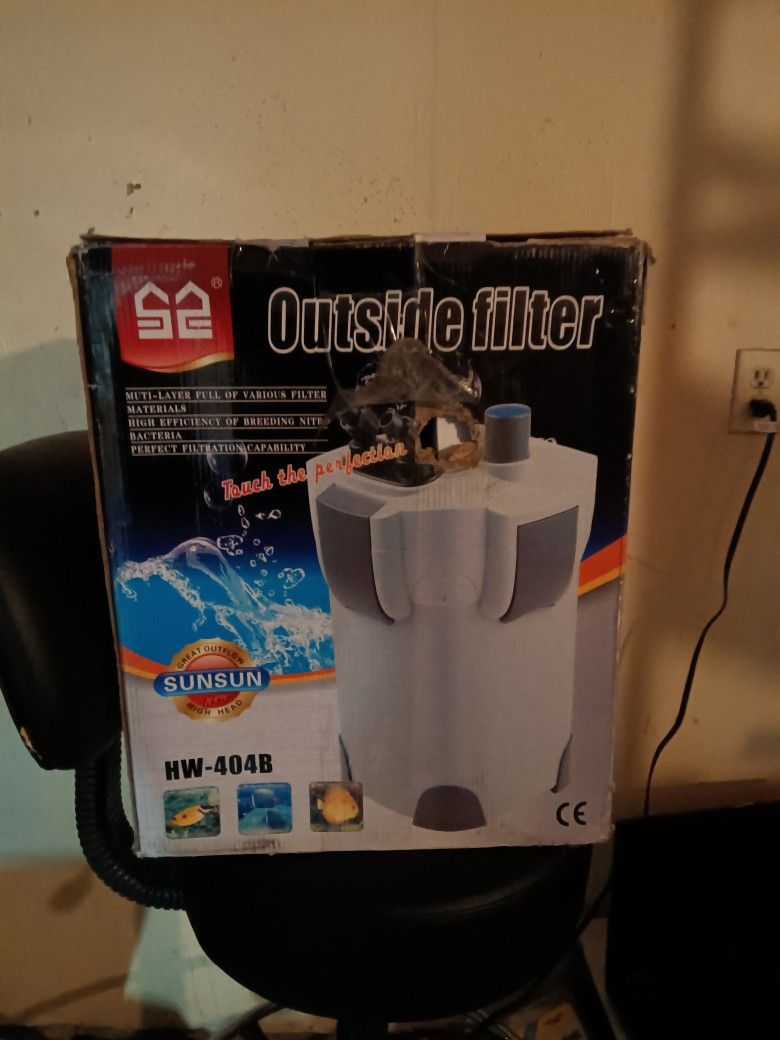 ®
Outside filter
MUTI-LAYER FULL OF VARIOUS FILTER
MATERIALS
HIGH EFFICIENCY OF BREEDING NITR
BACTERIA
PERFECT FILTRATION CAPABILITY
Touch the perfection
GREAT OUTFLOW
SUNSUN
New
HIGH HEAD
HW-404B
CE